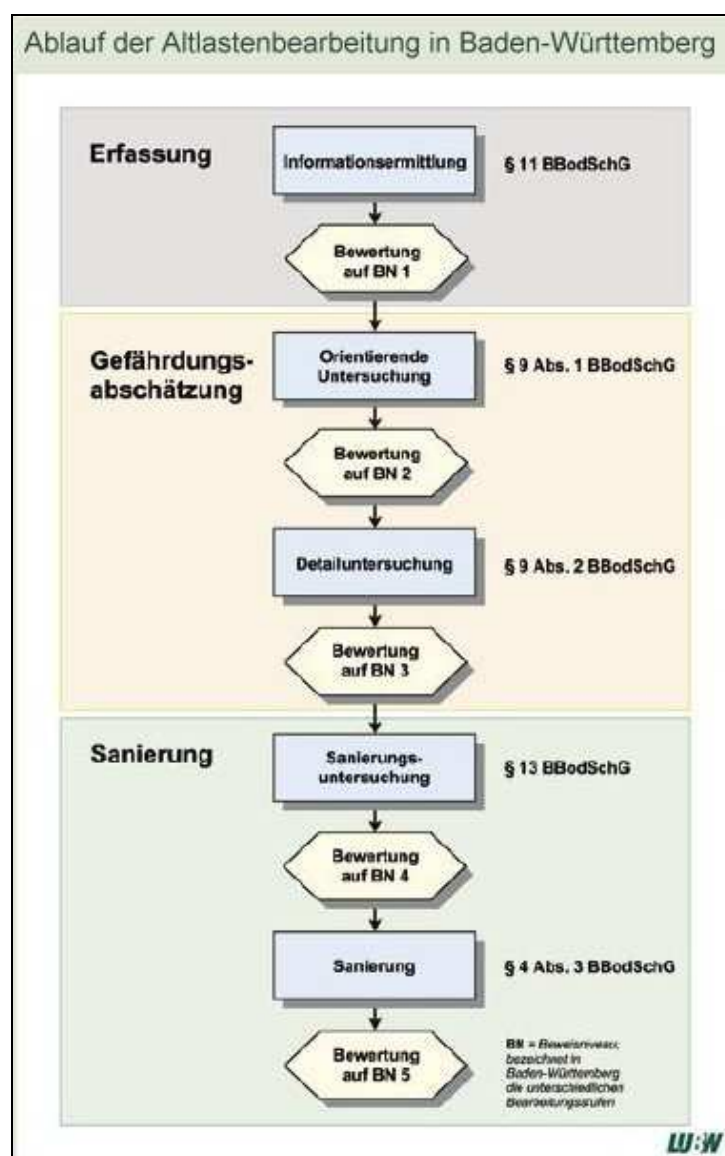 Ablauf der Altlastenbearbeitung in Baden-Württemberg
Erfassung
Informationsermittlung
§ 11 BBodSchG
Bewertung
auf BN 1
Gefährdungs-
abschätzung
Orientierende
Untersuchung
§ 9 Abs. 1 BBodSchG
Bewertung
auf BN 2
Detailuntersuchung
§ 9 Abs. 2 BBodSchG
Bewertung
auf BN 3
Sanierung
Sanierungs-
untersuchung
§ 13 BBodSchG
Bewertung
auf BN 4
Sanierung
§ 4 Abs. 3 BBodSchG
Bewertung
auf BN 5
BN = Beweisniveau;
bezeichnet in
Baden-Württemberg
die unterschiedlichen
Bearbeitungsstufen
LU:W